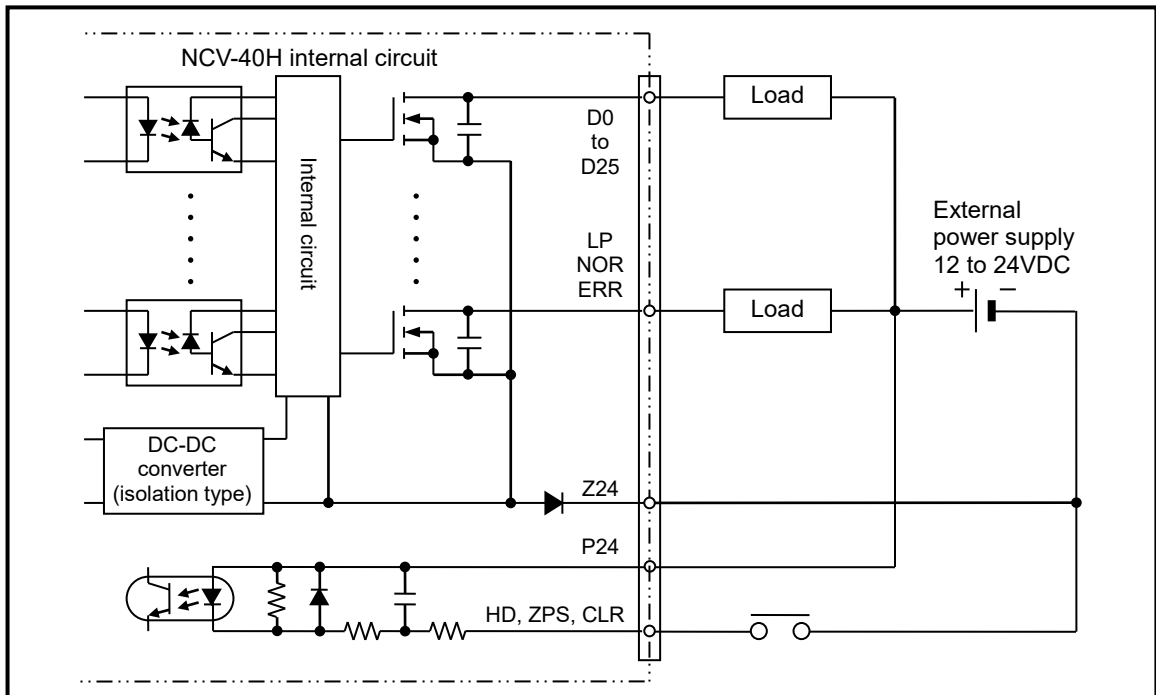 NCV-40H internal circuit
Internal circuit
D0
to
D25
LP
NOR
ERR
Load
Load
External
power supply
12 to 24VDC
+ −
DC-DC
converter
(isolation type)
Z24
P24
HD, ZPS, CLR